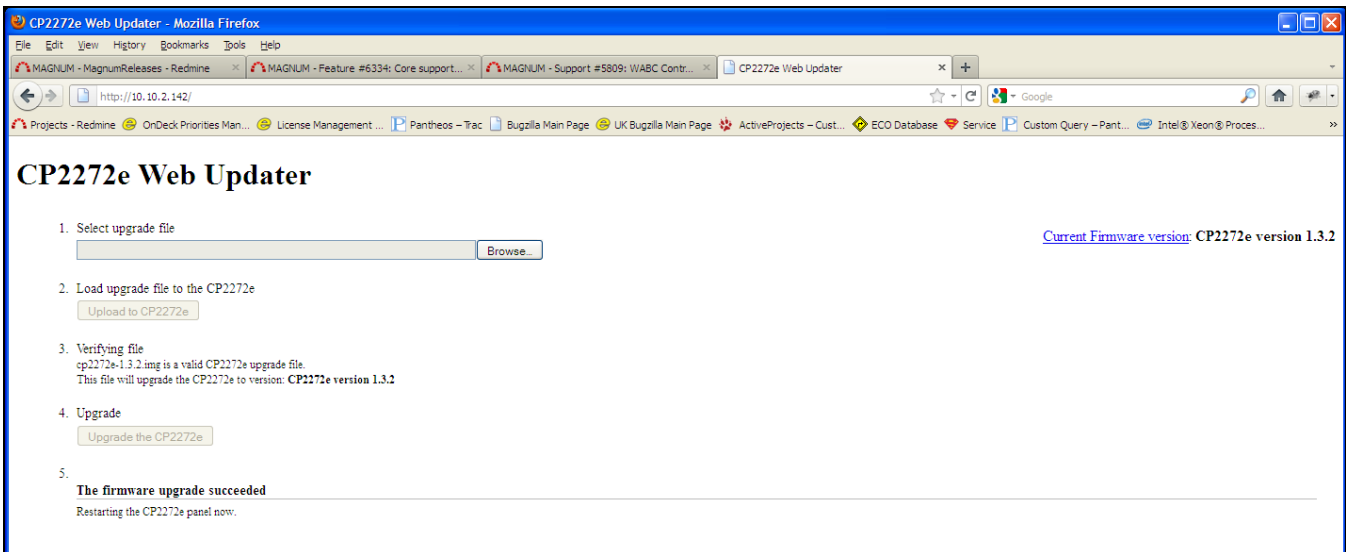 CP2272e Web Updater - Mozilla Firefox
File Edit View History Bookmarks Tools Help
MAGNUM - MagnumReleases - Redmine × MAGNUM - Feature #6334: Core support... × MAGNUM - Support #5809: WABC Contr... × CP2272e Web Updater × +
http://10.10.2.142/ Google
Projects - Redmine OnDeck Priorities Man... License Management ... Pantheos – Trac Bugzilla Main Page UK Bugzilla Main Page ActiveProjects – Cust... ECO Database Service Custom Query – Pant... Intel® Xeon® Proces... »
CP2272e Web Updater
1. Select upgrade file
Browse...
Current Firmware version: CP2272e version 1.3.2
2. Load upgrade file to the CP2272e
Upload to CP2272e
3. Verifying file
cp2272e-1.3.2.img is a valid CP2272e upgrade file.
This file will upgrade the CP2272e to version: CP2272e version 1.3.2
4. Upgrade
Upgrade the CP2272e
5.
The firmware upgrade succeeded
Restarting the CP2272e panel now.